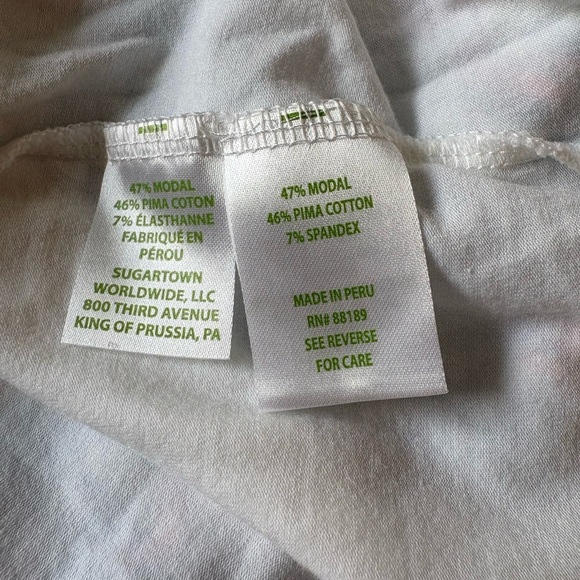 47% MODAL
46% PIMA COTON
7% ÉLASTHANNE
FABRIQUÉ EN
PÉROU
SUGARTOWN
WORLDWIDE, LLC
800 THIRD AVENUE
KING OF PRUSSIA, PA
47% MODAL
46% PIMA COTTON
7% SPANDEX
MADE IN PERU
RN# 88189
SEE REVERSE
FOR CARE